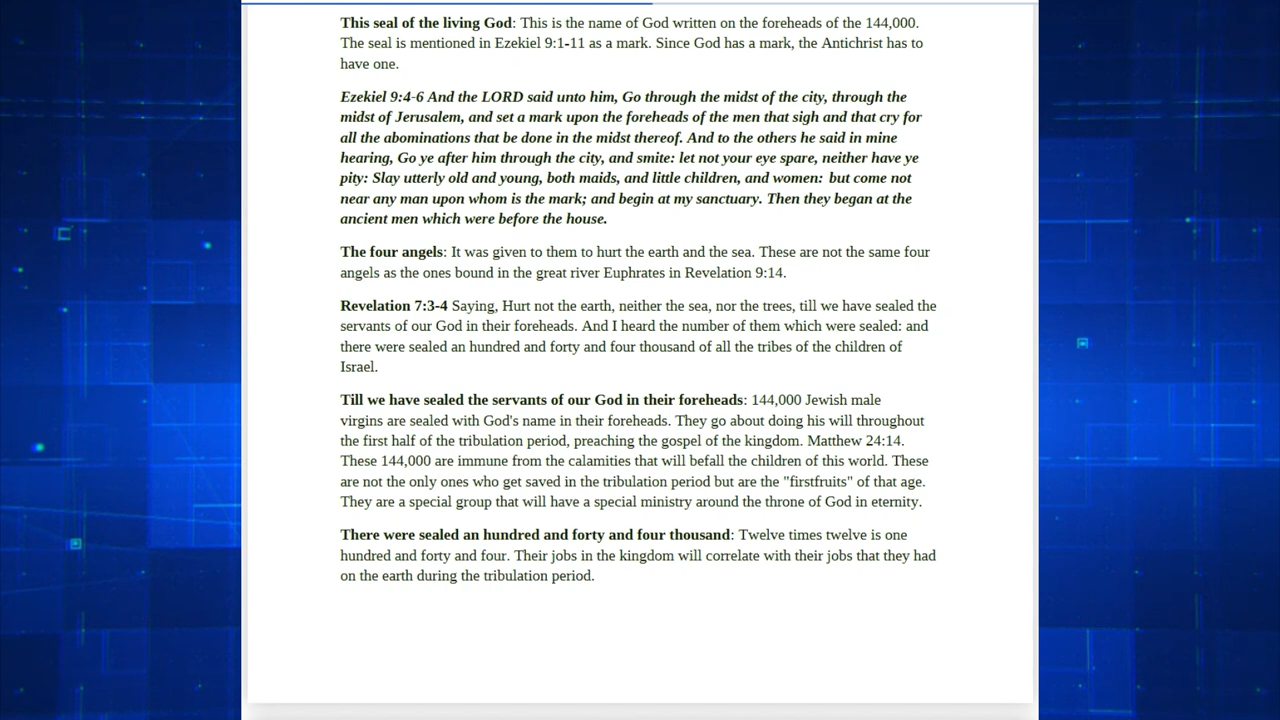 This seal of the living God: This is the name of God written on the foreheads of the 144,000.
The seal is mentioned in Ezekiel 9:1-11 as a mark. Since God has a mark, the Antichrist has to
have one.
Ezekiel 9:4-6 And the LORD said unto him, Go through the midst of the city, through the
midst of Jerusalem, and set a mark upon the foreheads of the men that sigh and that cry for
all the abominations that be done in the midst thereof. And to the others he said in mine
hearing, Go ye after him through the city, and smite: let not your eye spare, neither have ye
pity: Slay utterly old and young, both maids, and little children, and women: but come not
near any man upon whom is the mark; and begin at my sanctuary. Then they began at the
ancient men which were before the house.
The four angels: It was given to them to hurt the earth and the sea. These are not the same four
angels as the ones bound in the great river Euphrates in Revelation 9:14.
Revelation 7:3-4 Saying, Hurt not the earth, neither the sea, nor the trees, till we have sealed the
servants of our God in their foreheads. And I heard the number of them which were sealed: and
there were sealed an hundred and forty and four thousand of all the tribes of the children of
Israel.
Till we have sealed the servants of our God in their foreheads: 144,000 Jewish male
virgins are sealed with God's name in their foreheads. They go about doing his will throughout
the first half of the tribulation period, preaching the gospel of the kingdom. Matthew 24:14.
These 144,000 are immune from the calamities that will befall the children of this world. These
are not the only ones who get saved in the tribulation period but are the "firstfruits" of that age.
They are a special group that will have a special ministry around the throne of God in eternity.
There were sealed an hundred and forty and four thousand: Twelve times twelve is one
hundred and forty and four. Their jobs in the kingdom will correlate with their jobs that they had
on the earth during the tribulation period.